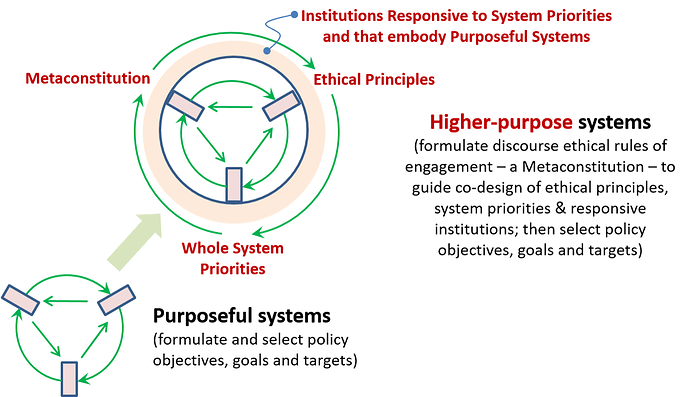 Institutions Responsive to System Priorities
and that embody Purposeful Systems
Metaconstitution
Ethical Principles
Higher-purpose systems
(formulate discourse ethical rules of
engagement – a Metaconstitution – to
guide co-design of ethical principles,
system priorities & responsive
institutions; then select policy
objectives, goals and targets)
Whole System
Priorities
Purposeful systems
(formulate and select policy
objectives, goals and targets)